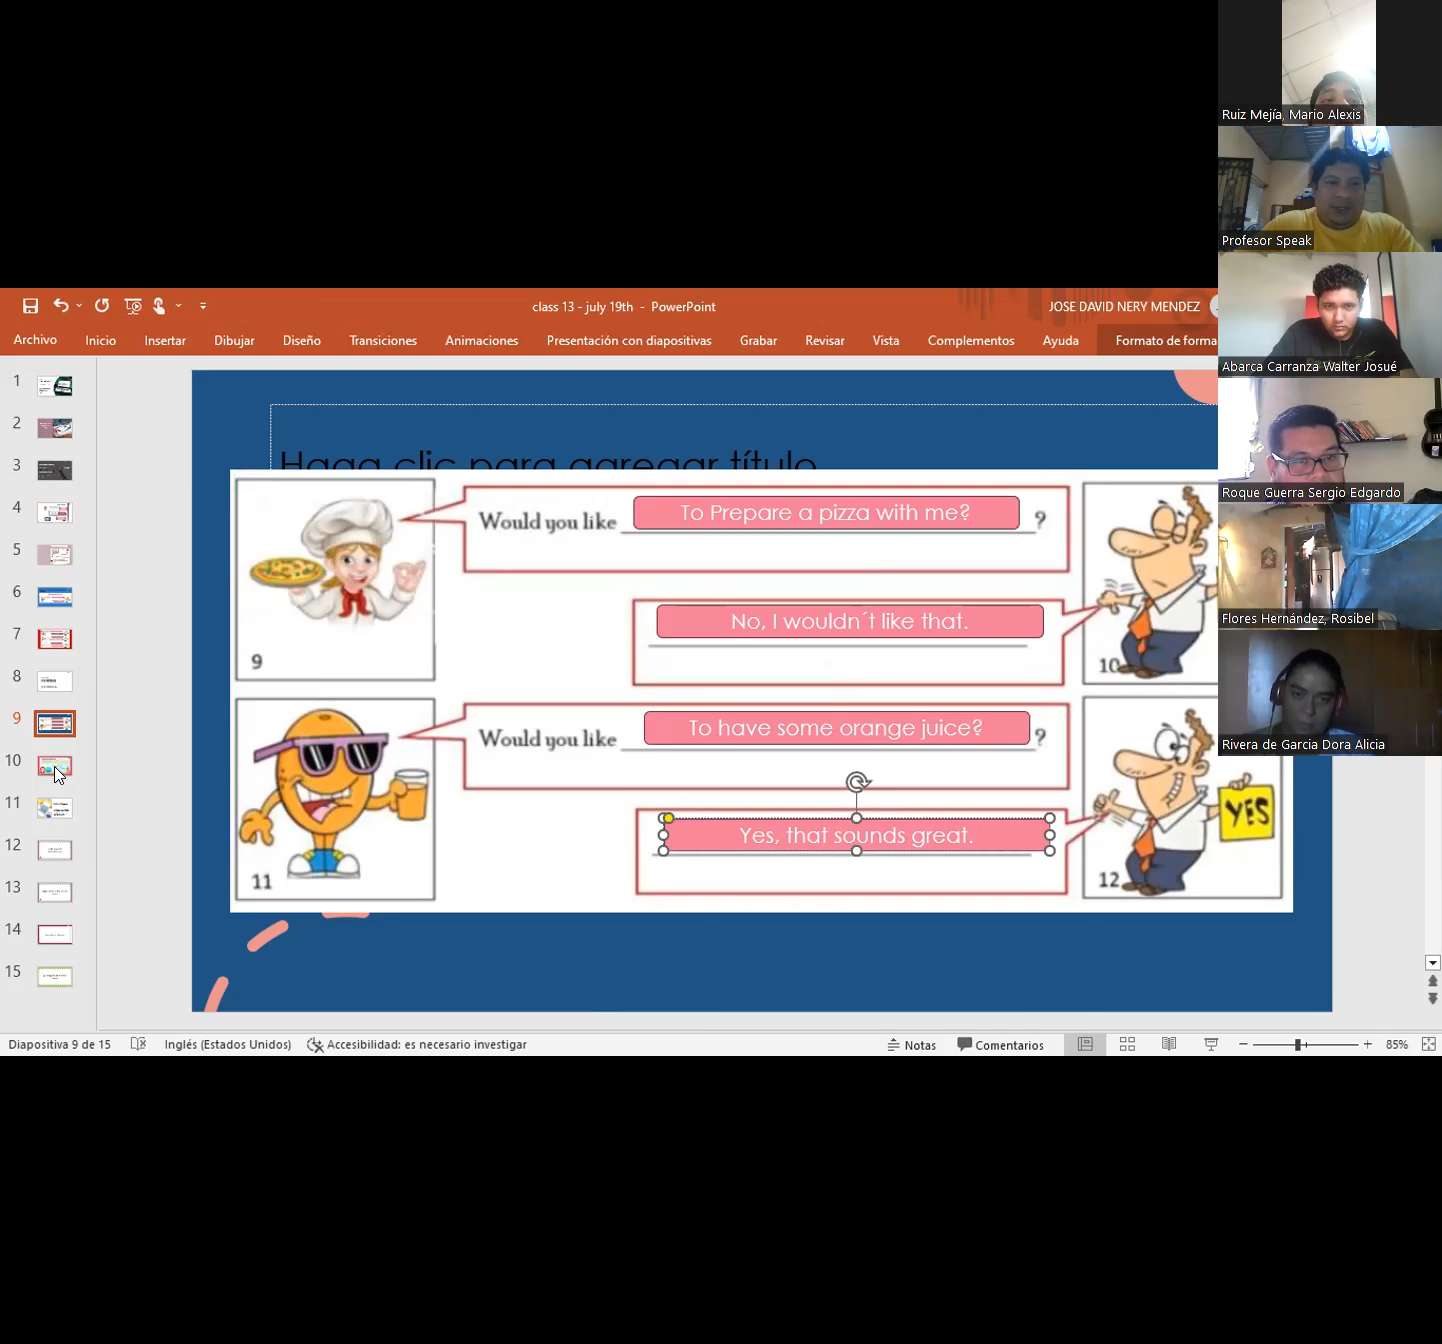 Ruiz Mejía, Mario Alexis
Profesor Speak
Abarca Carranza Walter Josué
Roque Guerra Sergio Edgardo
Flores Hernández, Rosibel
Rivera de Garcia Dora Alicia
class 13 - july 19th - PowerPoint
JOSE DAVID NERY MENDEZ
Archivo Inicio Insertar Dibujar Diseño Transiciones Animaciones Presentación con diapositivas Grabar Revisar Vista Complementos Ayuda Formato de forma
1
2
3
4
5
6
7
8
9
10
11
12
13
14
15
Haga clic para agregar título
Would you like To Prepare a pizza with me? ?
No, I wouldn´t like that.
9
10
Would you like To have some orange juice? ?
Yes, that sounds great.
YES
11
12
Diapositiva 9 de 15 Inglés (Estados Unidos) Accesibilidad: es necesario investigar Notas Comentarios 85%